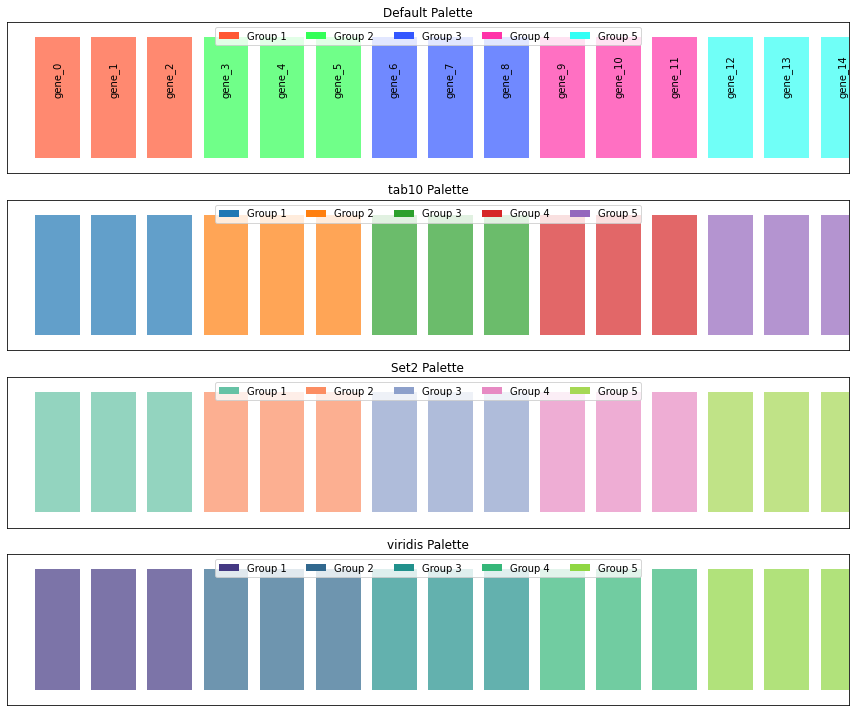 Default Palette
Group 1 Group 2 Group 3 Group 4 Group 5
gene_0 gene_1 gene_2 gene_3 gene_4 gene_5 gene_6 gene_7 gene_8 gene_9 gene_10 gene_11 gene_12 gene_13 gene_14
tab10 Palette
Group 1 Group 2 Group 3 Group 4 Group 5
Set2 Palette
Group 1 Group 2 Group 3 Group 4 Group 5
viridis Palette
Group 1 Group 2 Group 3 Group 4 Group 5